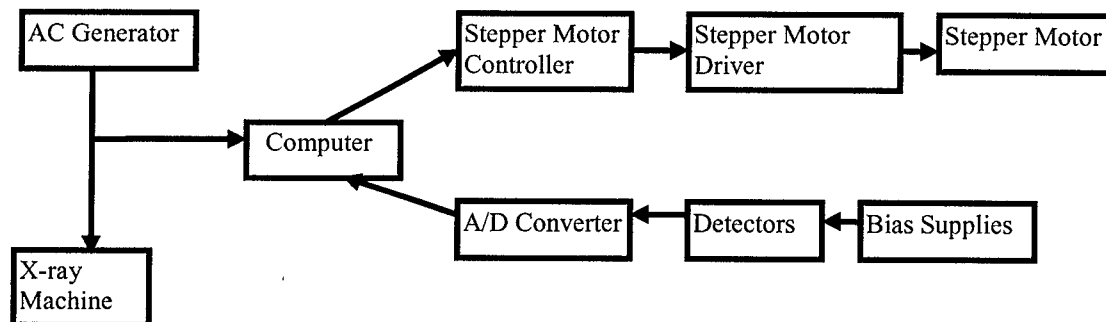 AC Generator
Stepper Motor
Controller
Stepper Motor
Driver
Stepper Motor
Computer
A/D Converter
Detectors
Bias Supplies
X-ray
Machine